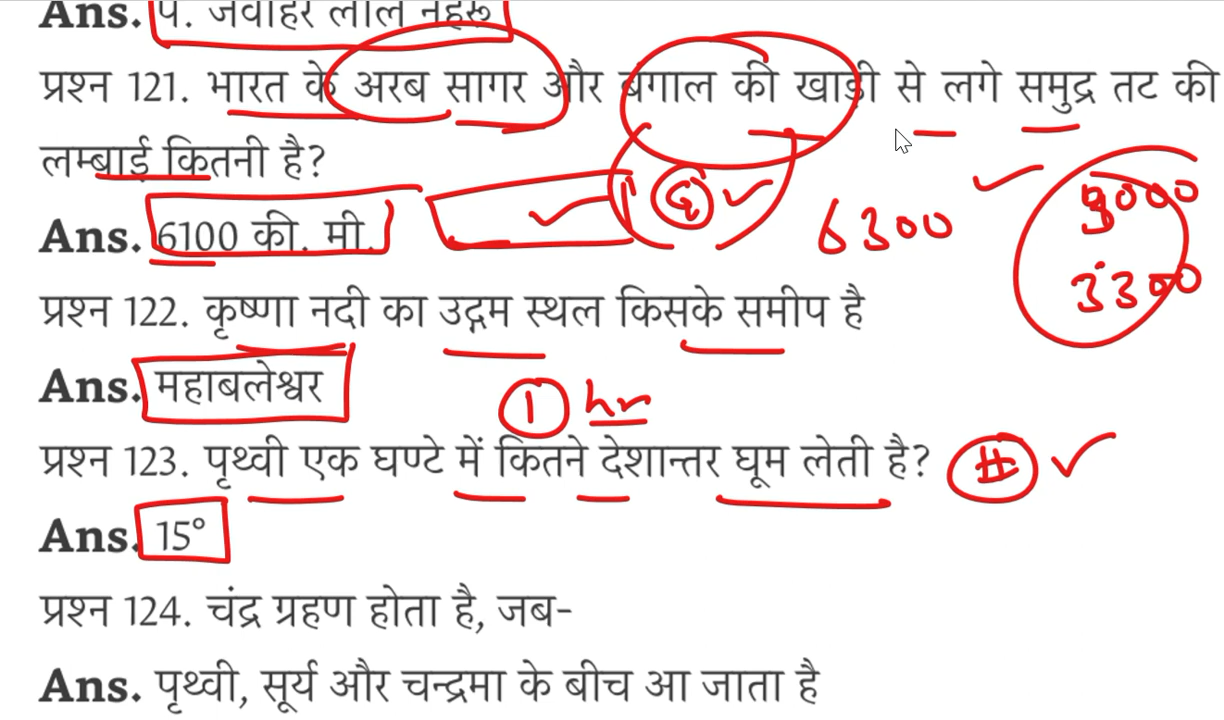 Ans. पं. जवाहर लाल नेहरू
प्रश्न 121. भारत के अरब सागर और बंगाल की खाड़ी से लगे समुद्र तट की
लम्बाई कितनी है?
Ans. 6100 की. मी. 6300 9000
3300
प्रश्न 122. कृष्णा नदी का उद्गम स्थल किसके समीप है
Ans. महाबलेश्वर 1 hr
प्रश्न 123. पृथ्वी एक घण्टे में कितने देशान्तर घूम लेती है? #
Ans. 15°
प्रश्न 124. चंद्र ग्रहण होता है, जब-
Ans. पृथ्वी, सूर्य और चन्द्रमा के बीच आ जाता है